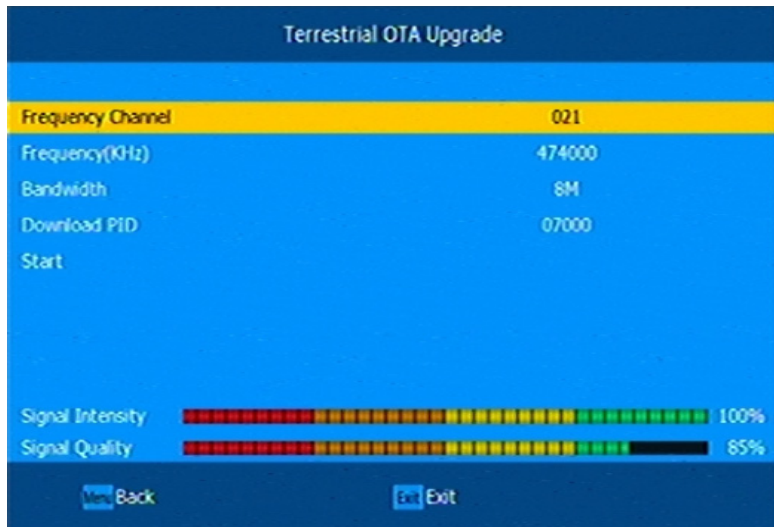 Terrestrial OTA Upgrade
Frequency Channel 021
Frequency(KHz) 474000
Bandwidth 8M
Download PID 07000
Start
Signal Intensity 100%
Signal Quality 85%
Menu Back Exit Exit